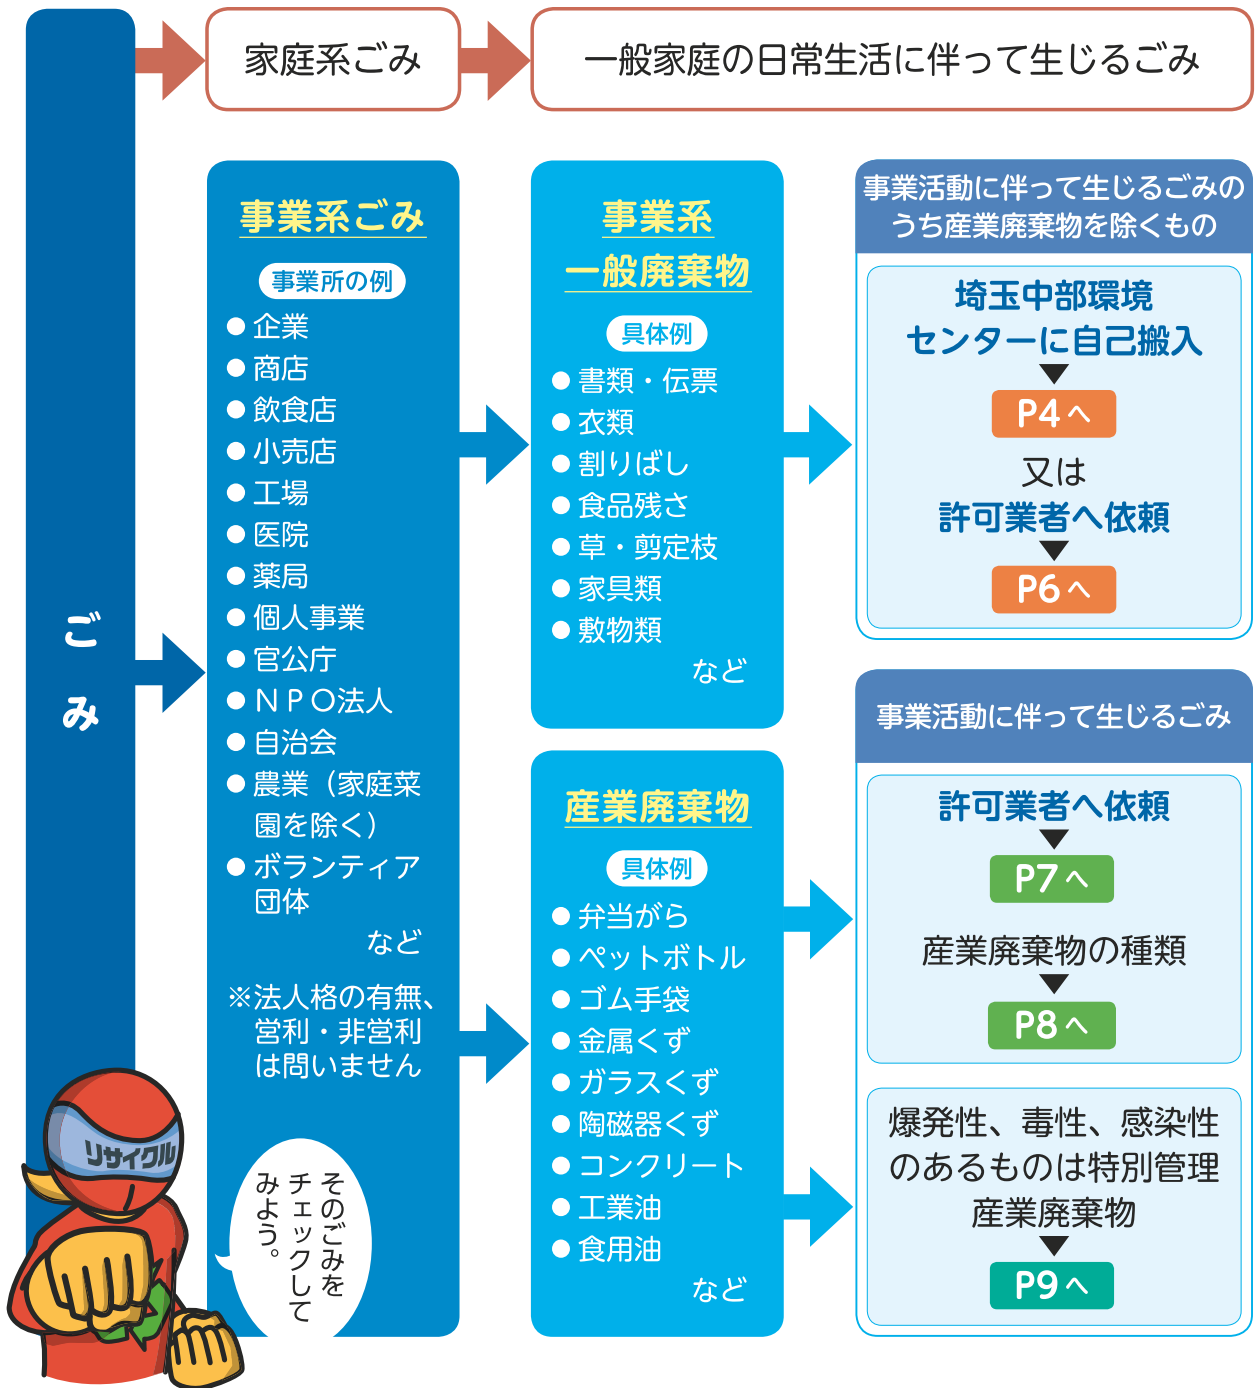 ごみ
家庭系ごみ
一般家庭の日常生活に伴って生じるごみ
事業系ごみ
事業所の例
● 企業
● 商店
● 飲食店
● 小売店
● 工場
● 医院
● 薬局
● 個人事業
● 官公庁
● ＮＰＯ法人
● 自治会
● 農業（家庭菜
園を除く）
● ボランティア
団体
など
※法人格の有無、
営利・非営利
は問いません
そのごみを
チェックして
みよう。
リサイクル
事業系
一般廃棄物
具体例
● 書類・伝票
● 衣類
● 割りばし
● 食品残さ
● 草・剪定枝
● 家具類
● 敷物類
など
産業廃棄物
具体例
● 弁当がら
● ペットボトル
● ゴム手袋
● 金属くず
● ガラスくず
● 陶磁器くず
● コンクリート
● 工業油
● 食用油
など
事業活動に伴って生じるごみの
うち産業廃棄物を除くもの
埼玉中部環境
センターに自己搬入
P4へ
又は
許可業者へ依頼
P6へ
事業活動に伴って生じるごみ
許可業者へ依頼
P7へ
産業廃棄物の種類
P8へ
爆発性、毒性、感染性
のあるものは特別管理
産業廃棄物
P9へ